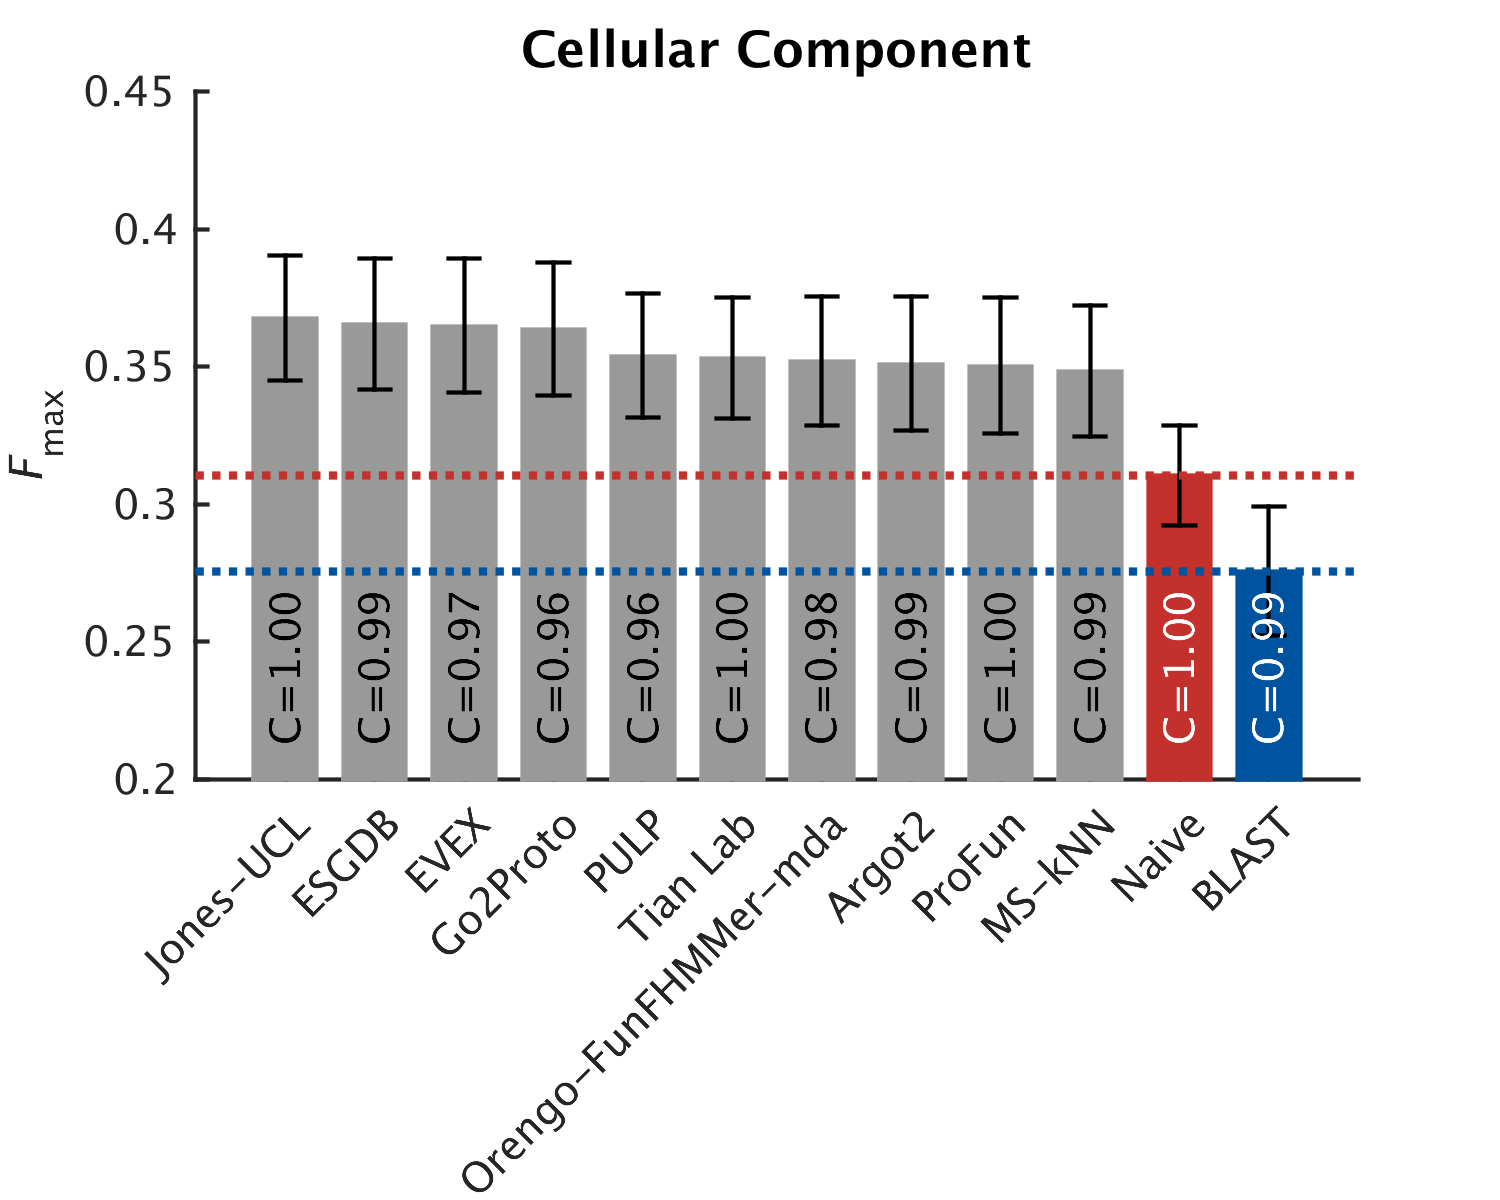 Cellular Component
0.45
0.4
0.35
0.3
0.25
0.2
Fmax
C=1.00
C=0.99
C=0.97
C=0.96
C=0.96
C=1.00
C=0.98
C=0.99
C=1.00
C=0.99
C=1.00
C=0.99
Jones-UCL
ESGDB
EVEX
Go2Proto
PULP
Tian Lab
Orengo-FunFHMMer-mda
Argot2
ProFun
MS-kNN
Naive
BLAST